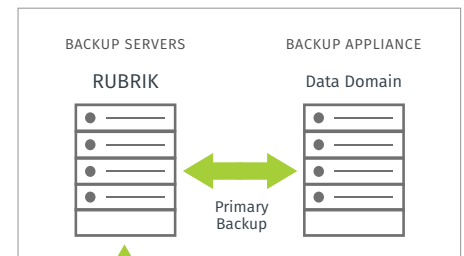 BACKUP SERVERS
BACKUP APPLIANCE
RUBRIK
Data Domain
Primary
Backup